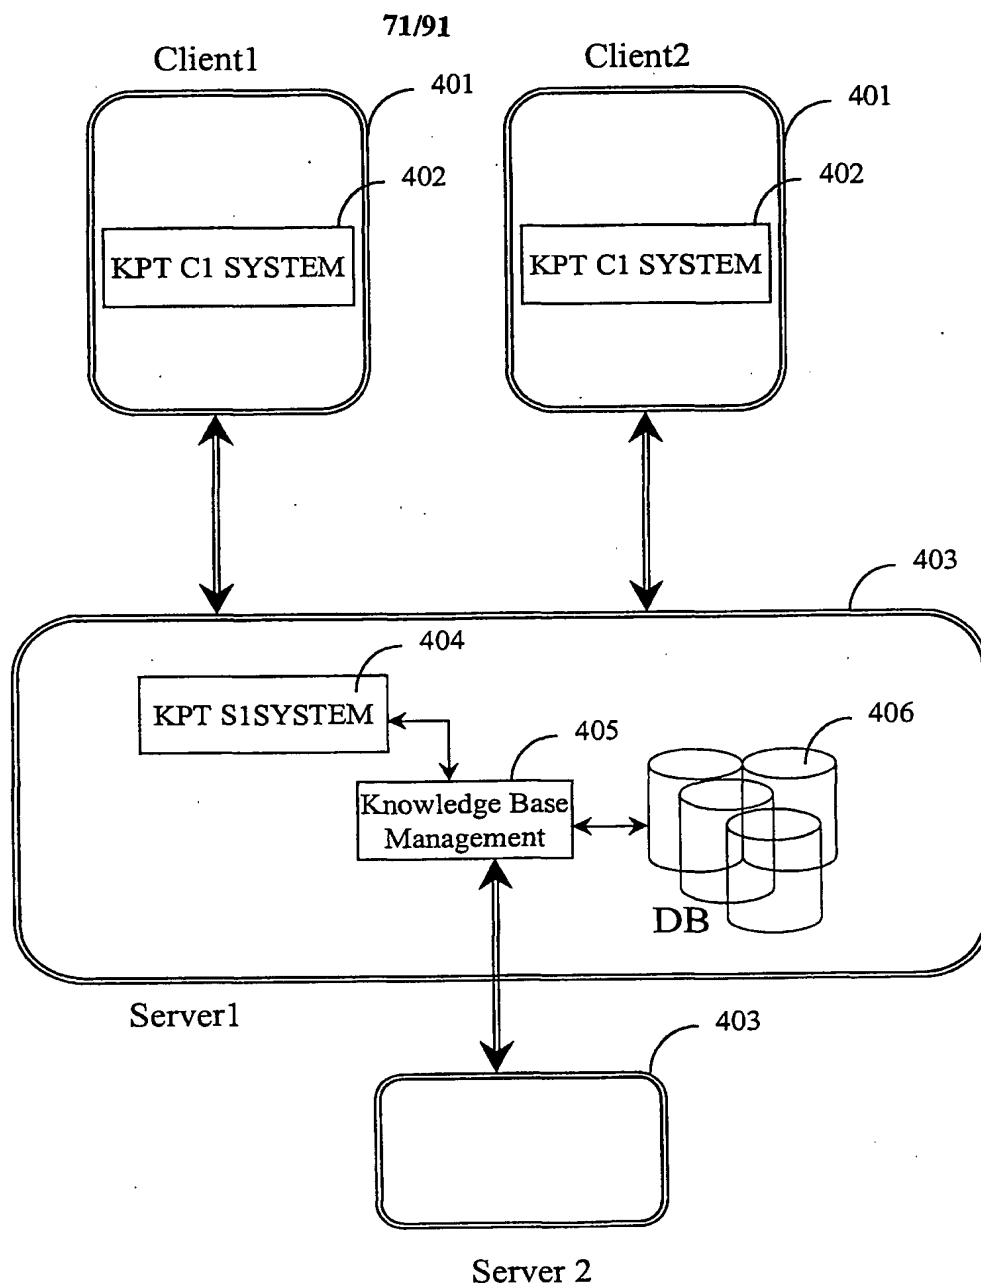 71/91
Client1
Client2
401
401
402
402
KPT C1 SYSTEM
KPT C1 SYSTEM
403
404
KPT S1SYSTEM
405
406
Knowledge Base
Management
DB
Server1
403
Server 2